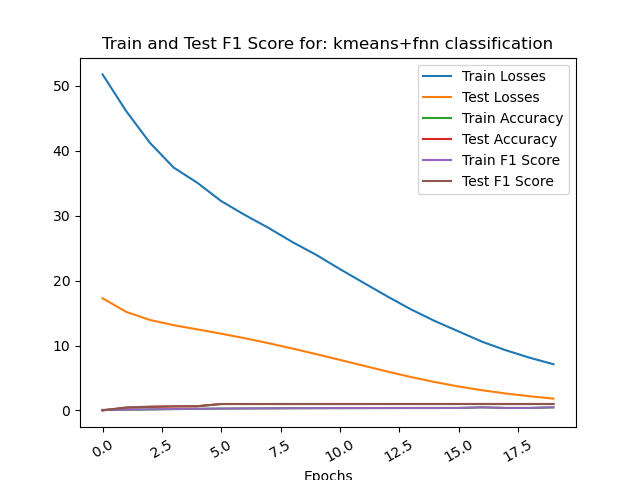 Train and Test F1 Score for: kmeans+fnn classification
Train Losses
Test Losses
Train Accuracy
Test Accuracy
Train F1 Score
Test F1 Score
50
40
30
20
10
0
0.0 2.5 5.0 7.5 10.0 12.5 15.0 17.5
Epochs